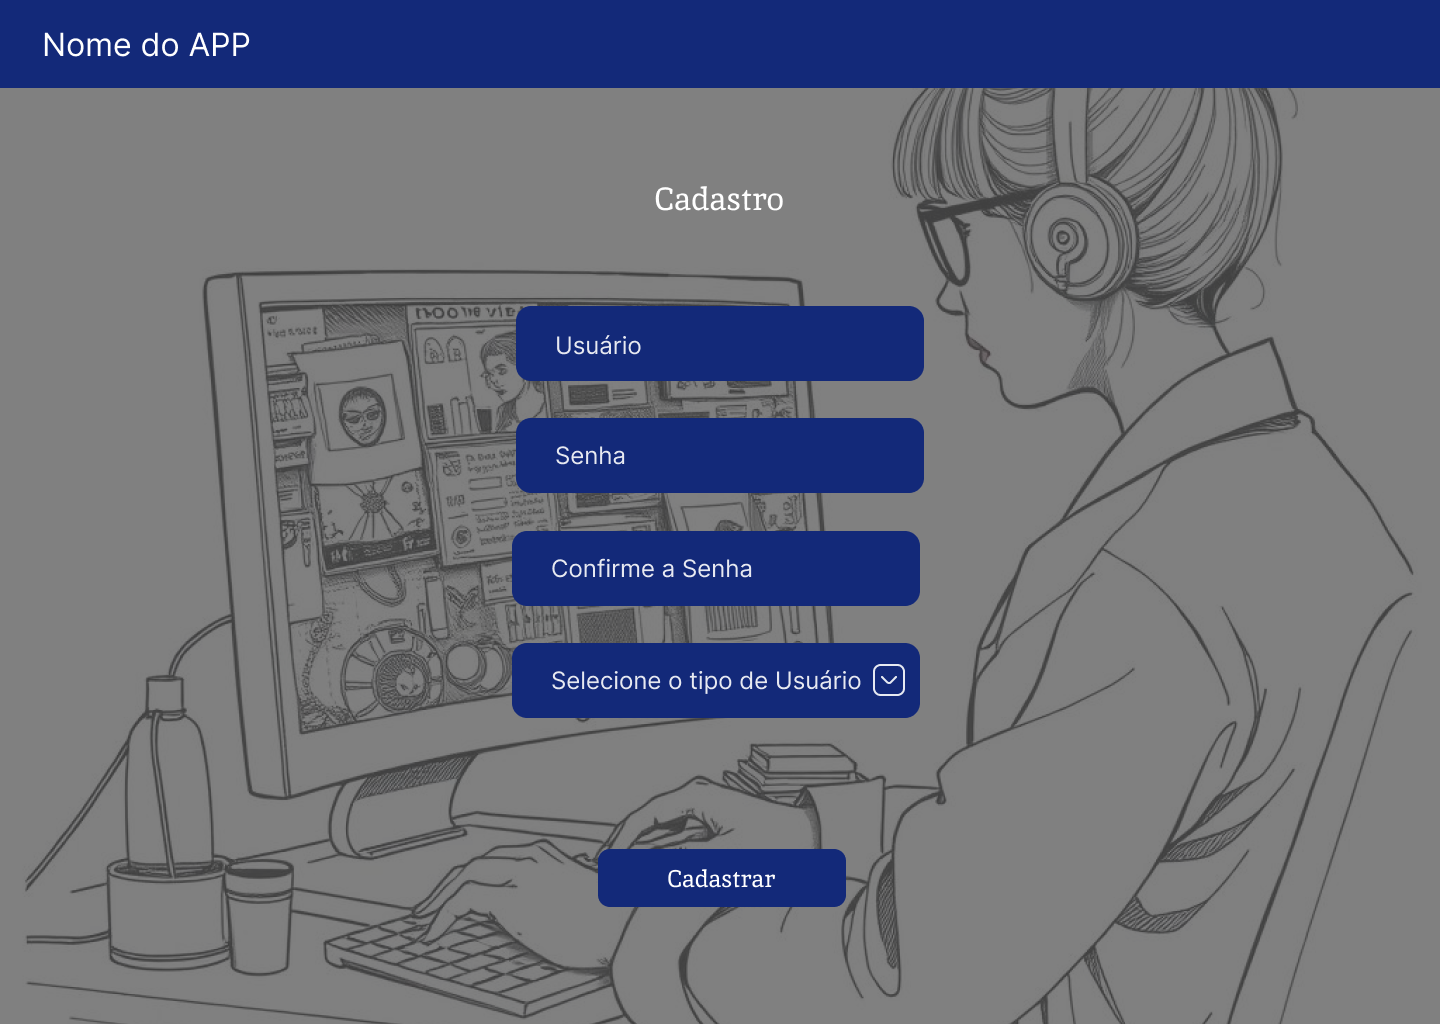 Nome do APP
Cadastro
Usuário
Senha
Confirme a Senha
Selecione o tipo de Usuário
Cadastrar